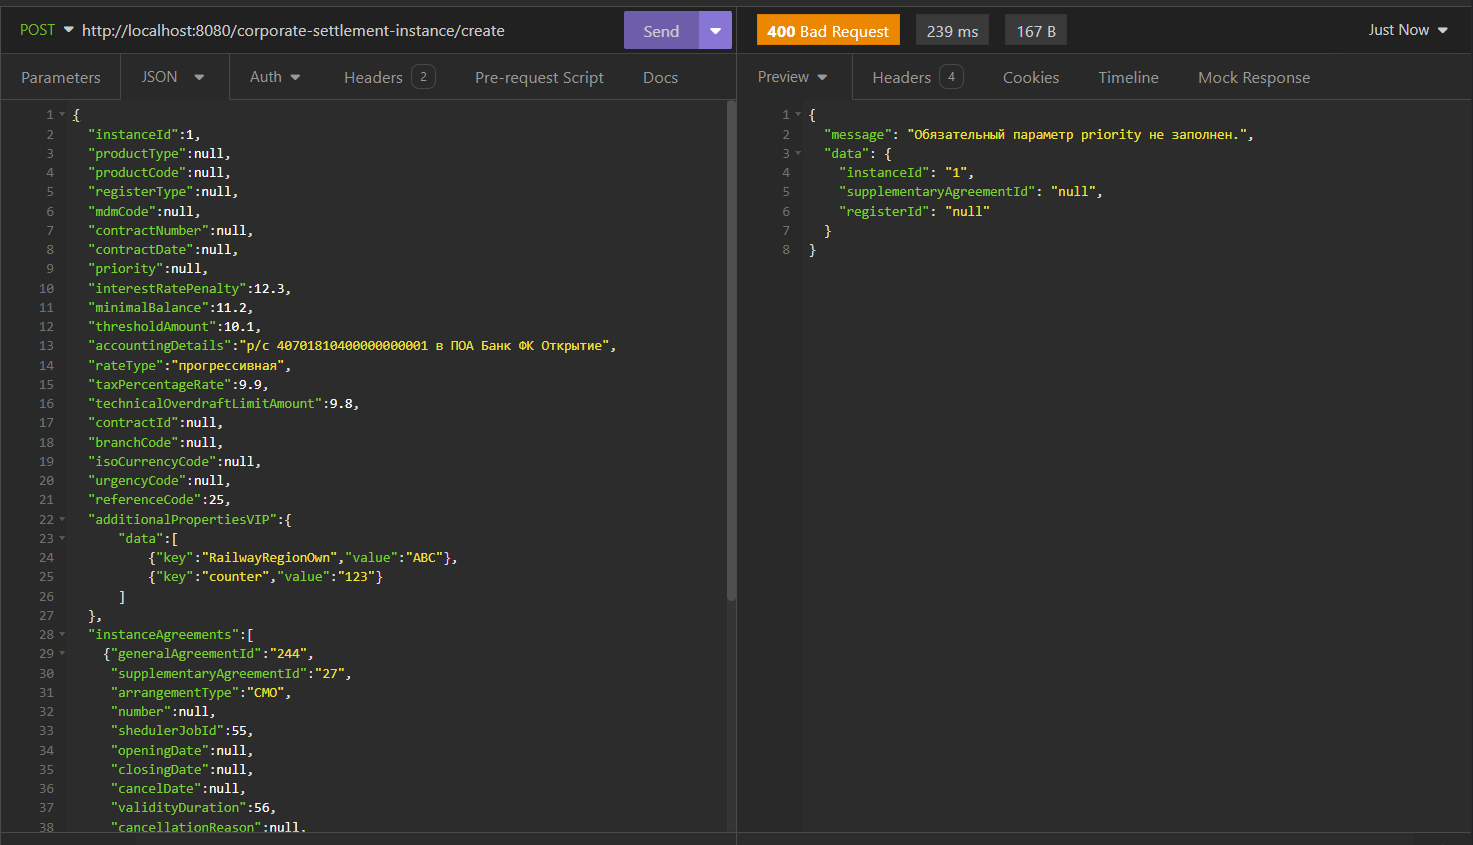 POST http://localhost:8080/corporate-settlement-instance/create Send
400 Bad Request 239 ms 167 B Just Now
Parameters JSON Auth Headers 2 Pre-request Script Docs
Preview Headers 4 Cookies Timeline Mock Response
1 {
2 "instanceId":1,
3 "productType":null,
4 "productCode":null,
5 "registerType":null,
6 "mdmCode":null,
7 "contractNumber":null,
8 "contractDate":null,
9 "priority":null,
10 "interestRatePenalty":12.3,
11 "minimalBalance":11.2,
12 "thresholdAmount":10.1,
13 "accountingDetails":"р/с 40701810400000000001 в ПОА Банк ФК Открытие",
14 "rateType":"прогрессивная",
15 "taxPercentageRate":9.9,
16 "technicalOverdraftLimitAmount":9.8,
17 "contractId":null,
18 "branchCode":null,
19 "isoCurrencyCode":null,
20 "urgencyCode":null,
21 "referenceCode":25,
22 "additionalPropertiesVIP":{
23 "data":[
24 {"key":"RailwayRegionOwn","value":"ABC"},
25 {"key":"counter","value":"123"}
26 ]
27 },
28 "instanceAgreements":[
29 {"generalAgreementId":"244",
30 "supplementaryAgreementId":"27",
31 "arrangementType":"СМО",
32 "number":null,
33 "shedulerJobId":55,
34 "openingDate":null,
35 "closingDate":null,
36 "cancelDate":null,
37 "validityDuration":56,
38 "cancellationReason":null,
1 {
2 "message": "Обязательный параметр priority не заполнен.",
3 "data": {
4 "instanceId": "1",
5 "supplementaryAgreementId": "null",
6 "registerId": "null"
7 }
8 }